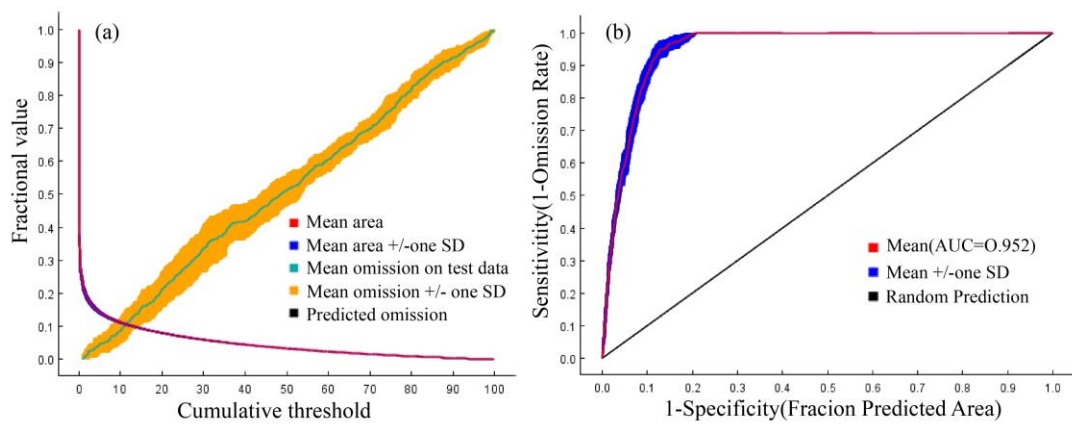 (a)
Fractional value
1.0
0.9
0.8
0.7
0.6
0.5
0.4
0.3
0.2
0.1
0.0
Mean area
Mean area +/-one SD
Mean omission on test data
Mean omission +/- one SD
Predicted omission
0 10 20 30 40 50 60 70 80 90 100
Cumulative threshold
(b)
Sensitivitity(1-Omission Rate)
1.0
0.9
0.8
0.7
0.6
0.5
0.4
0.3
0.2
0.1
0.0
Mean(AUC=O.952)
Mean +/-one SD
Random Prediction
0.0 0.1 0.2 0.3 0.4 0.5 0.6 0.7 0.8 0.9 1.0
1-Specificity(Fracion Predicted Area)